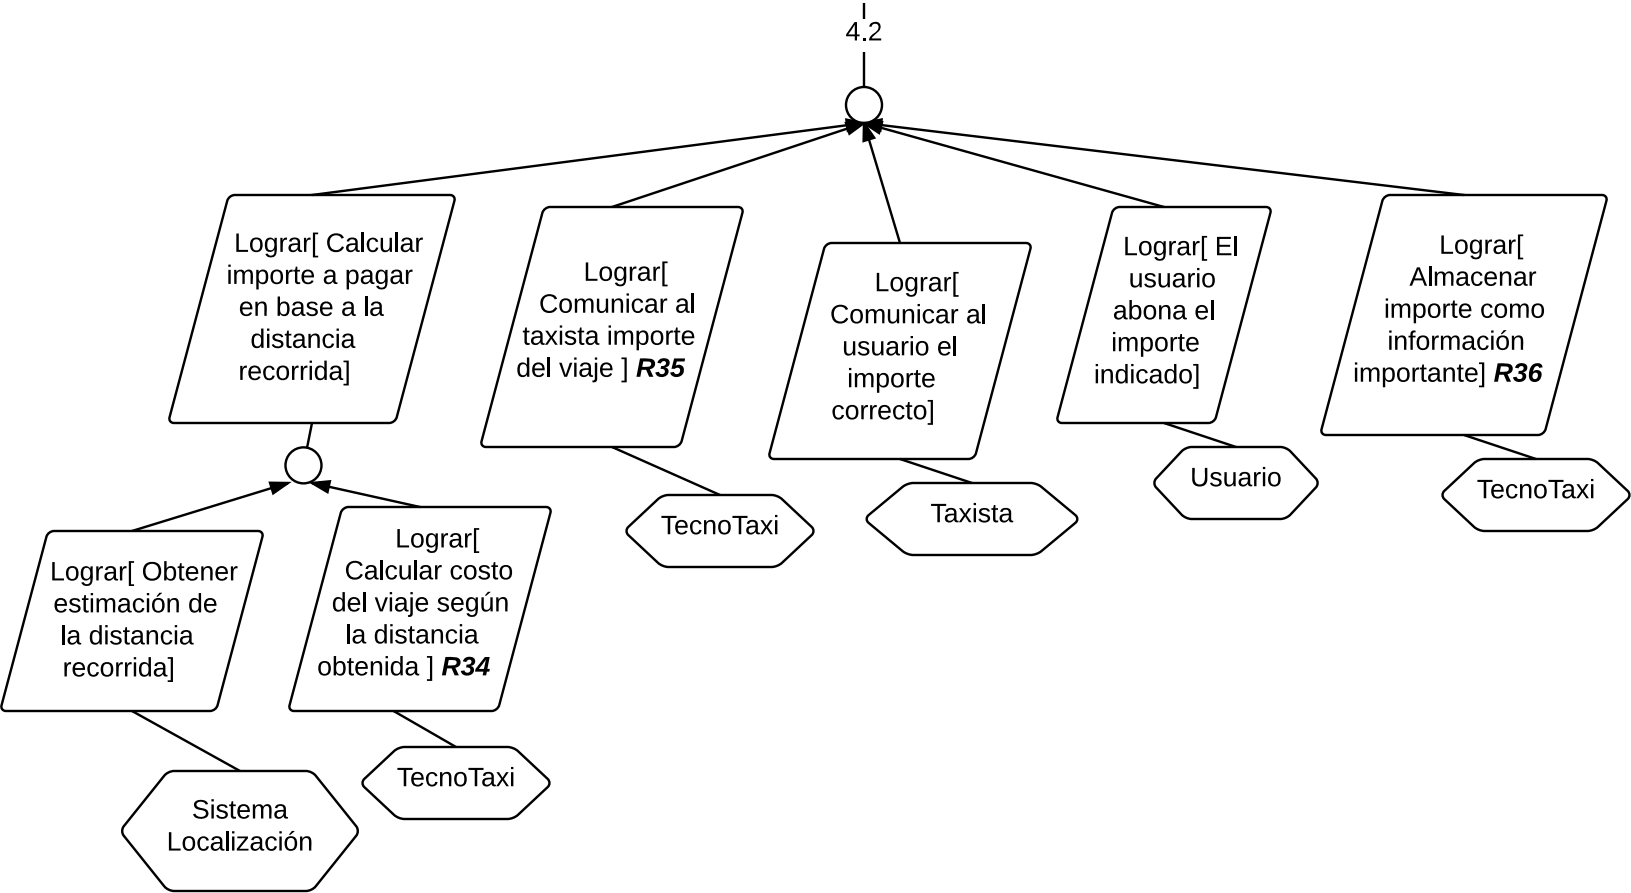 4.2
Lograr[ Calcular
importe a pagar
en base a la
distancia
recorrida]
Lograr[
Comunicar al
taxista importe
del viaje ] R35
Lograr[
Comunicar al
usuario el
importe
correcto]
Lograr[ El
usuario
abona el
importe
indicado]
Lograr[
Almacenar
importe como
información
importante] R36
Lograr[ Obtener
estimación de
la distancia
recorrida]
Lograr[
Calcular costo
del viaje según
la distancia
obtenida ] R34
TecnoTaxi
Taxista
Usuario
TecnoTaxi
Sistema
Localización
TecnoTaxi